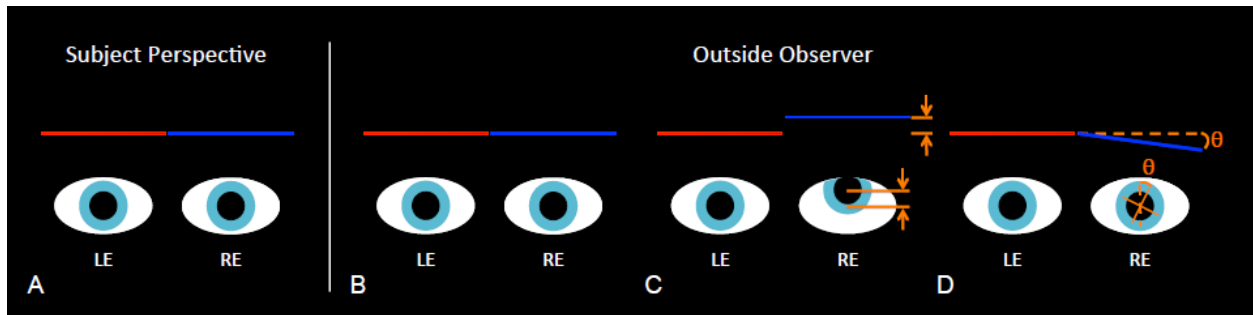 Subject Perspective
Outside Observer
θ
θ
LE RE LE RE LE RE LE RE
A B C D